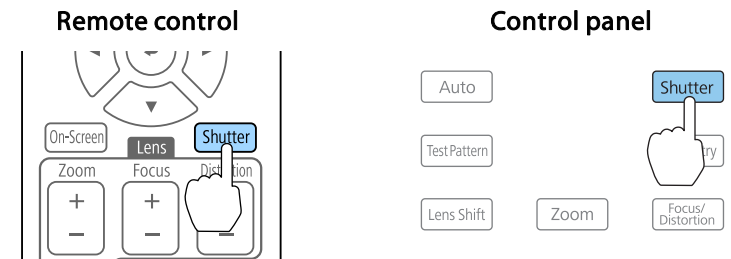 Remote control
Control panel
On-Screen
Shutter
Lens
Zoom
Focus
+
+
−
−
−
Auto
Shutter
Test Pattern
Lens Shift
Zoom
Focus/
Distortion